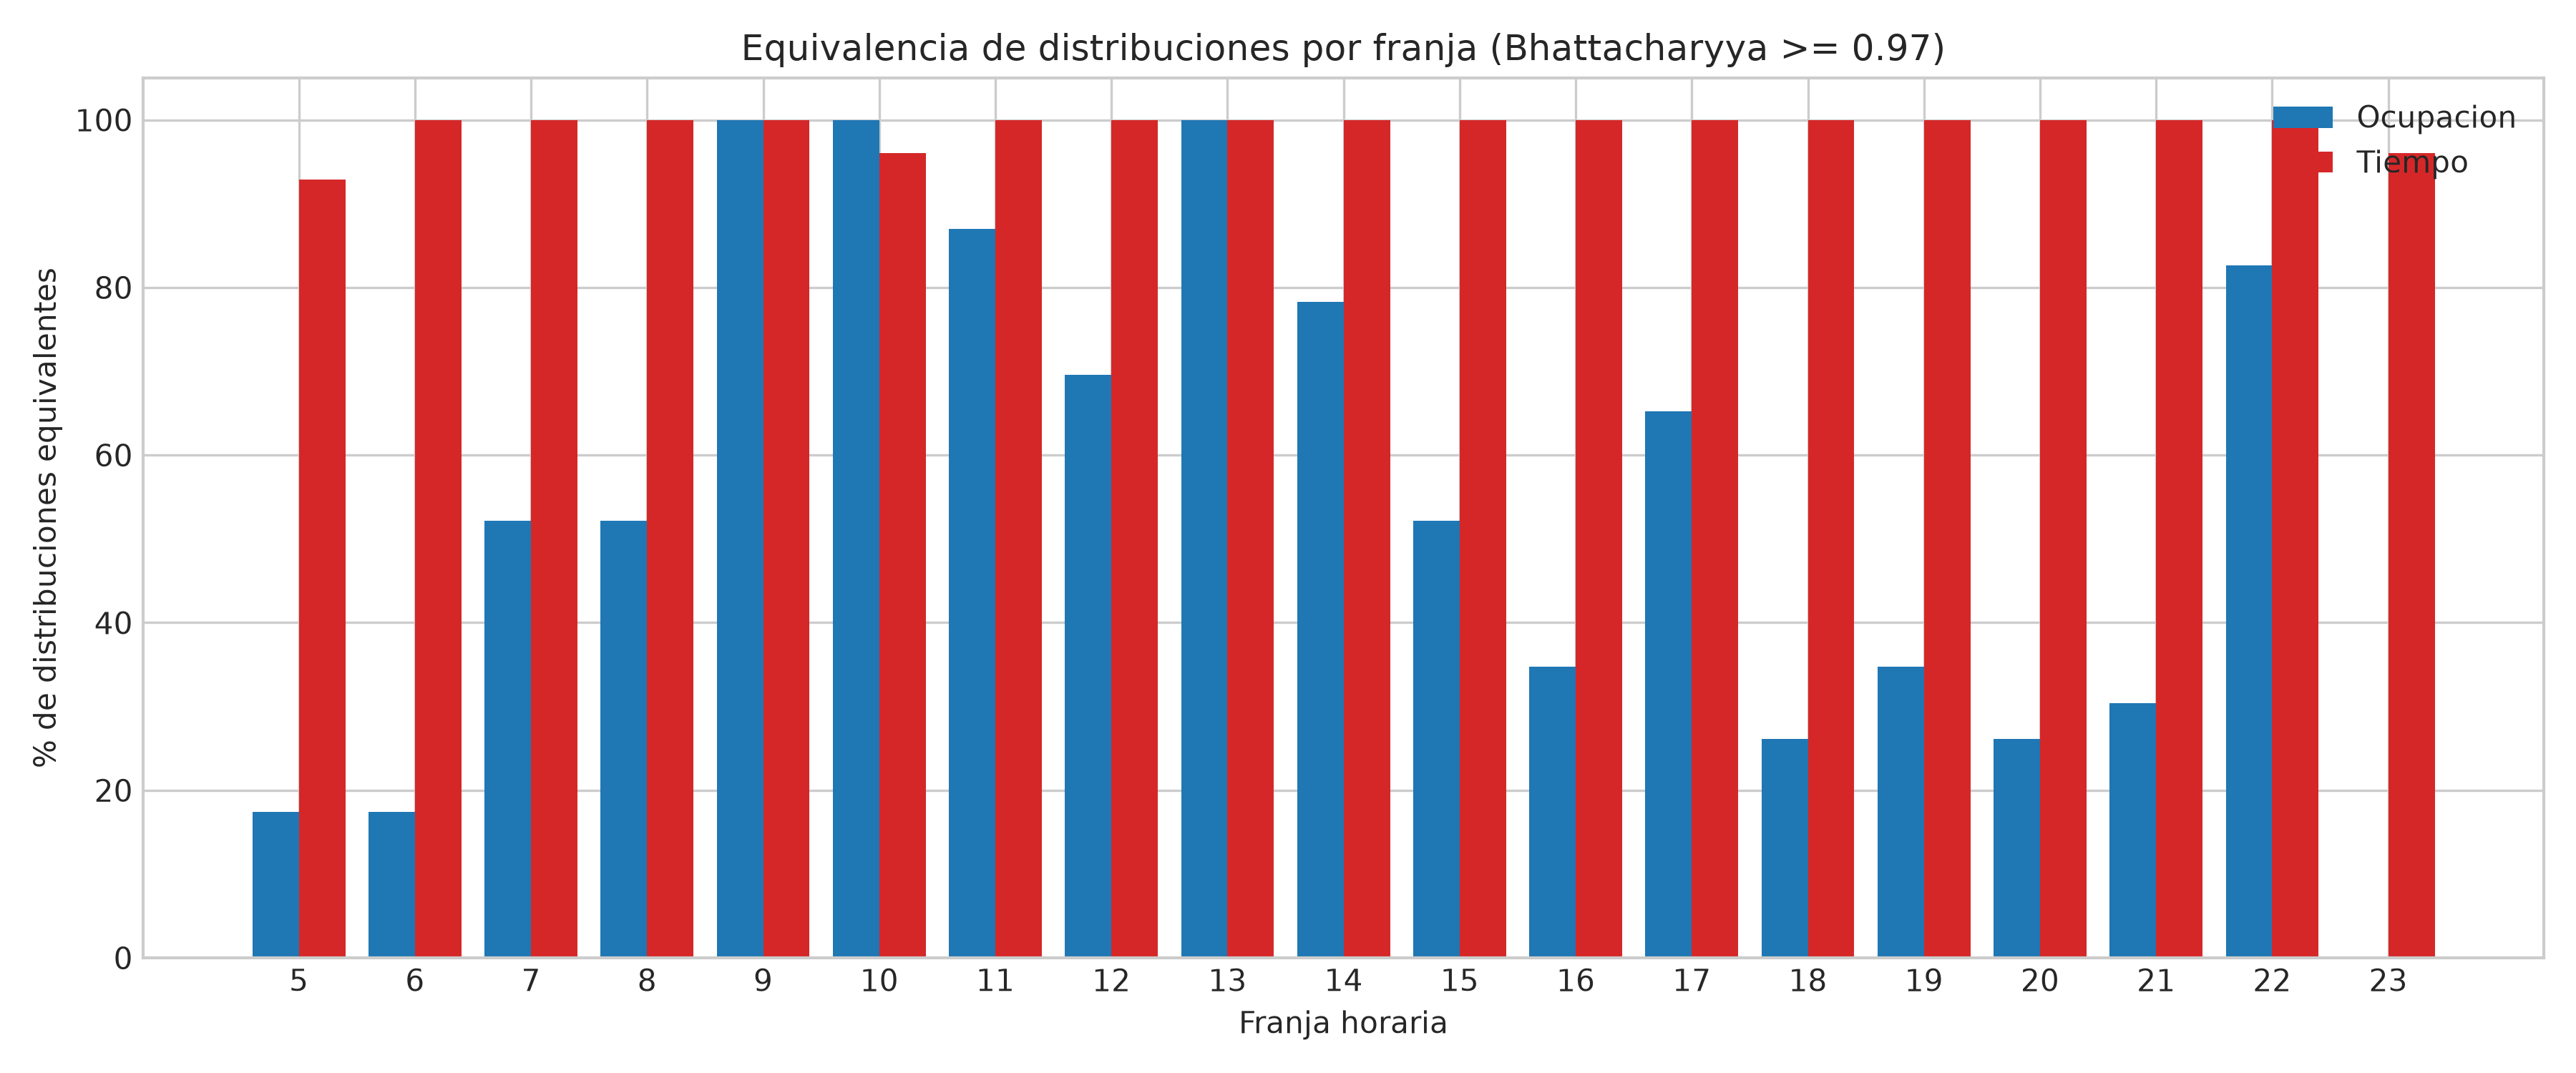 Equivalencia de distribuciones por franja (Bhattacharyya >= 0.97)
Ocupacion
Tiempo
% de distribuciones equivalentes
100
80
60
40
20
0
5 6 7 8 9 10 11 12 13 14 15 16 17 18 19 20 21 22 23
Franja horaria